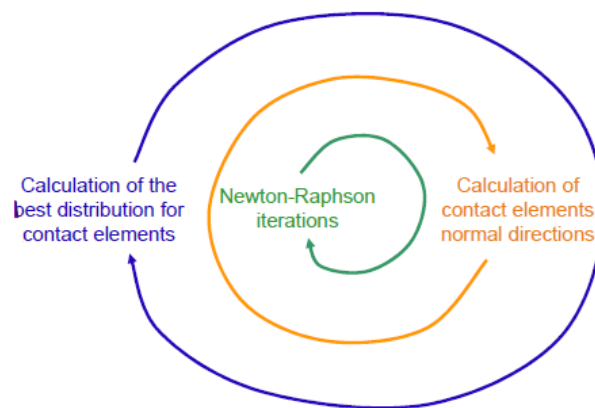 Calculation of the
best distribution for
contact elements
Newton-Raphson
iterations
Calculation of
contact elements
normal directions